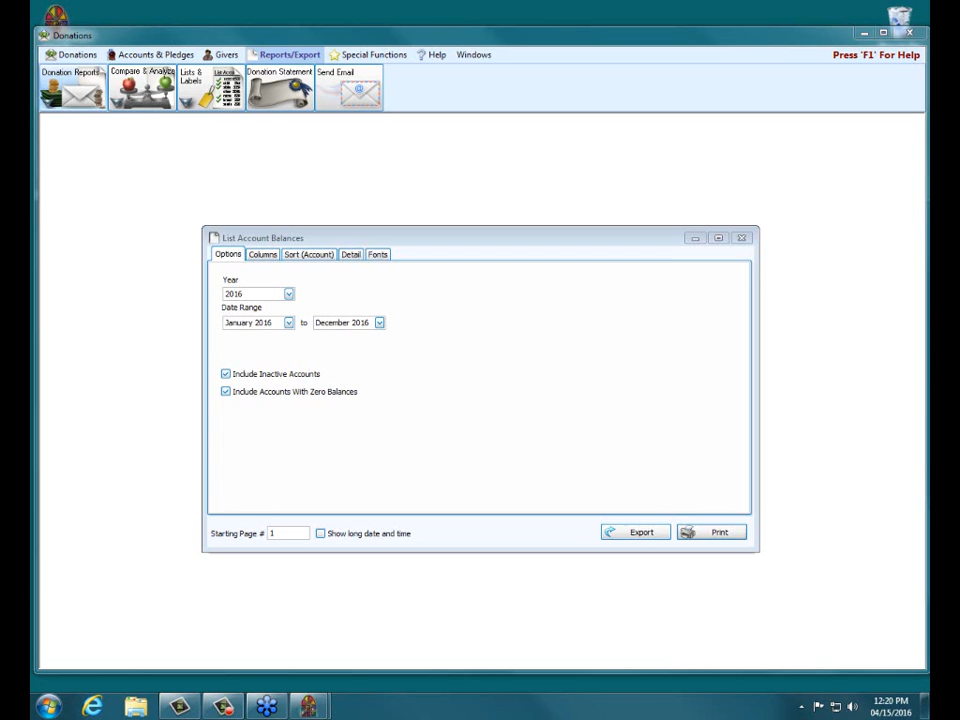 Donations
Donations Accounts & Pledges Givers Reports/Export Special Functions Help Windows Press 'F1' For Help
Donation Reports Compare & Analyze Lists & Labels Donation Statement Send Email
List Account Balances
Options Columns Sort (Account) Detail Fonts
Year
2016
Date Range
January 2016 to December 2016
Include Inactive Accounts
Include Accounts With Zero Balances
Starting Page # 1 Show long date and time Export Print
12:20 PM
04/15/2016